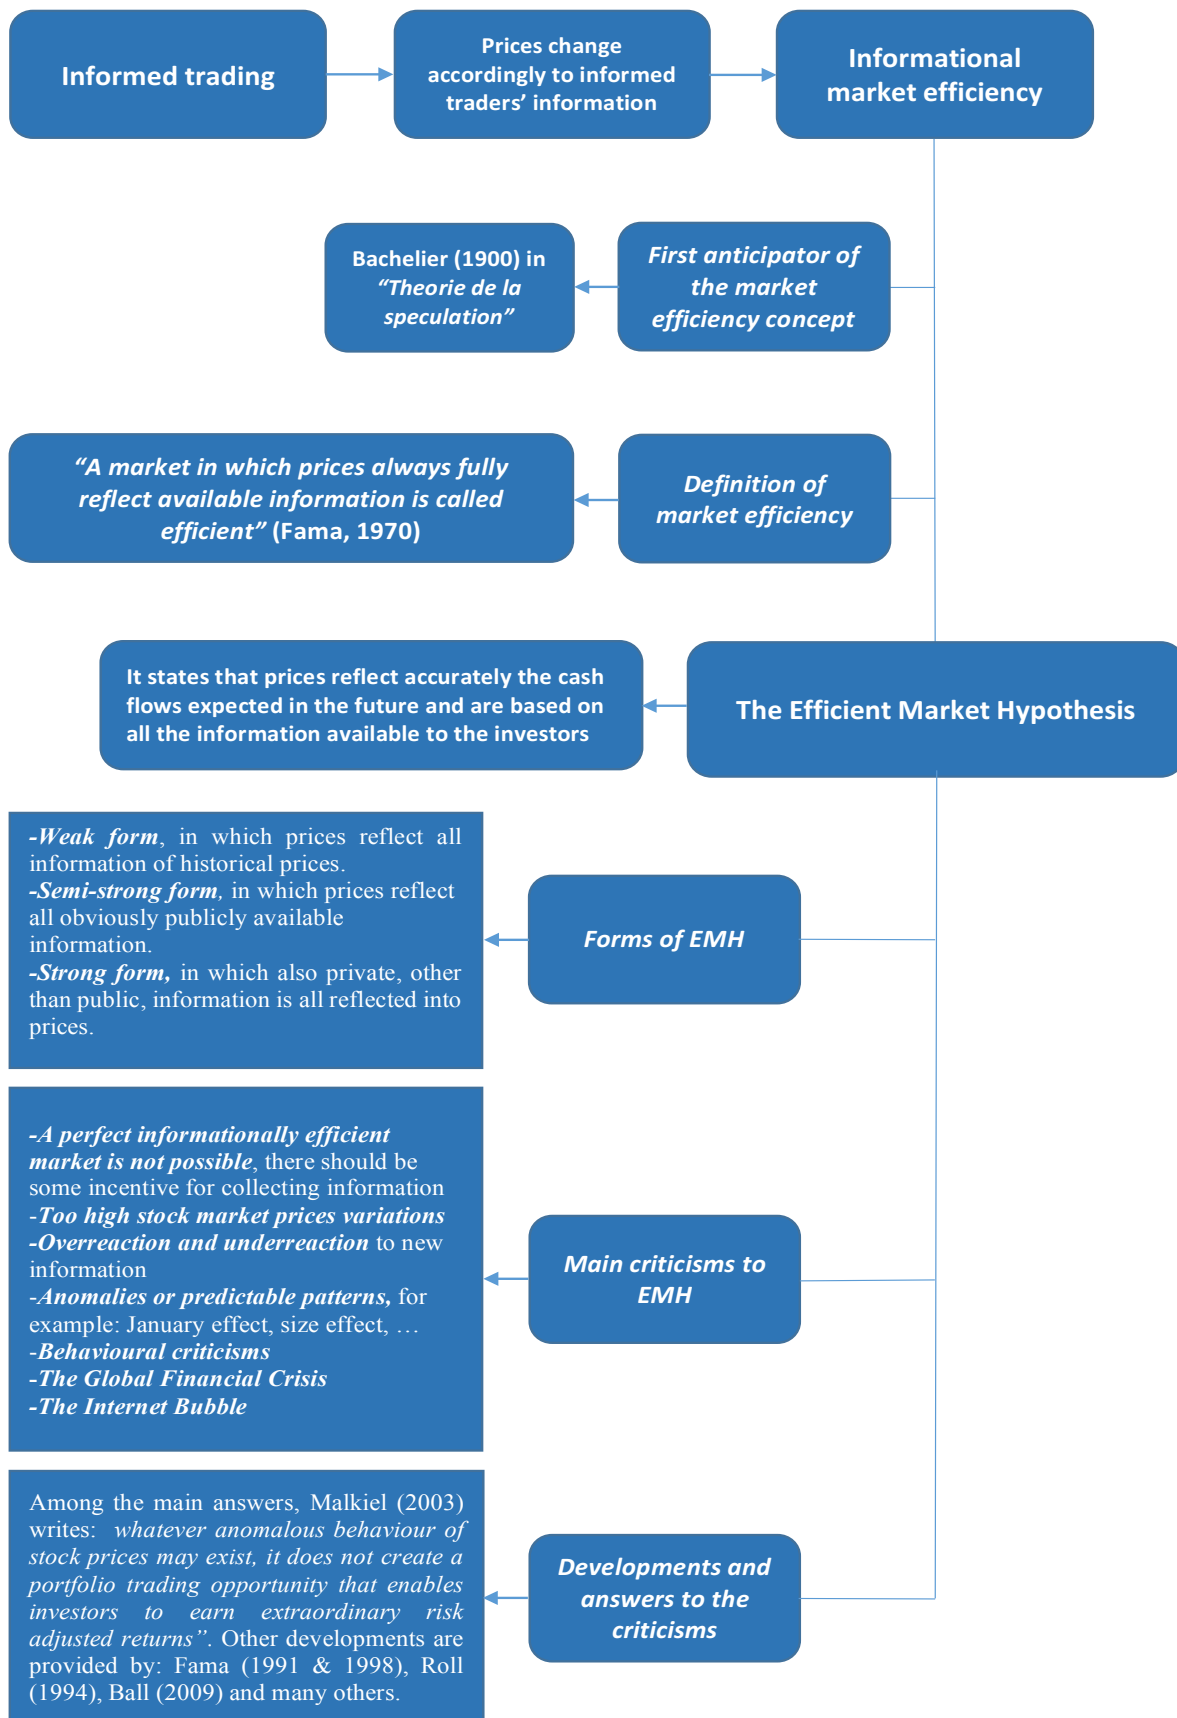 Informed trading
Prices change
accordingly to informed
traders’ information
Informational
market efficiency
First anticipator of
the market
efficiency concept
Bachelier (1900) in
“Theorie de la
speculation”
Definition of
market efficiency
“A market in which prices always fully
reflect available information is called
efficient” (Fama, 1970)
The Efficient Market Hypothesis
It states that prices reflect accurately the cash
flows expected in the future and are based on
all the information available to the investors
Forms of EMH
-Weak form, in which prices reflect all
information of historical prices.
-Semi-strong form, in which prices reflect
all obviously publicly available
information.
-Strong form, in which also private, other
than public, information is all reflected into
prices.
Main criticisms to
EMH
-A perfect informationally efficient
market is not possible, there should be
some incentive for collecting information
-Too high stock market prices variations
-Overreaction and underreaction to new
information
-Anomalies or predictable patterns, for
example: January effect, size effect, …
-Behavioural criticisms
-The Global Financial Crisis
-The Internet Bubble
Developments and
answers to the
criticisms
Among the main answers, Malkiel (2003)
writes: whatever anomalous behaviour of
stock prices may exist, it does not create a
portfolio trading opportunity that enables
investors to earn extraordinary risk
adjusted returns”. Other developments are
provided by: Fama (1991 & 1998), Roll
(1994), Ball (2009) and many others.